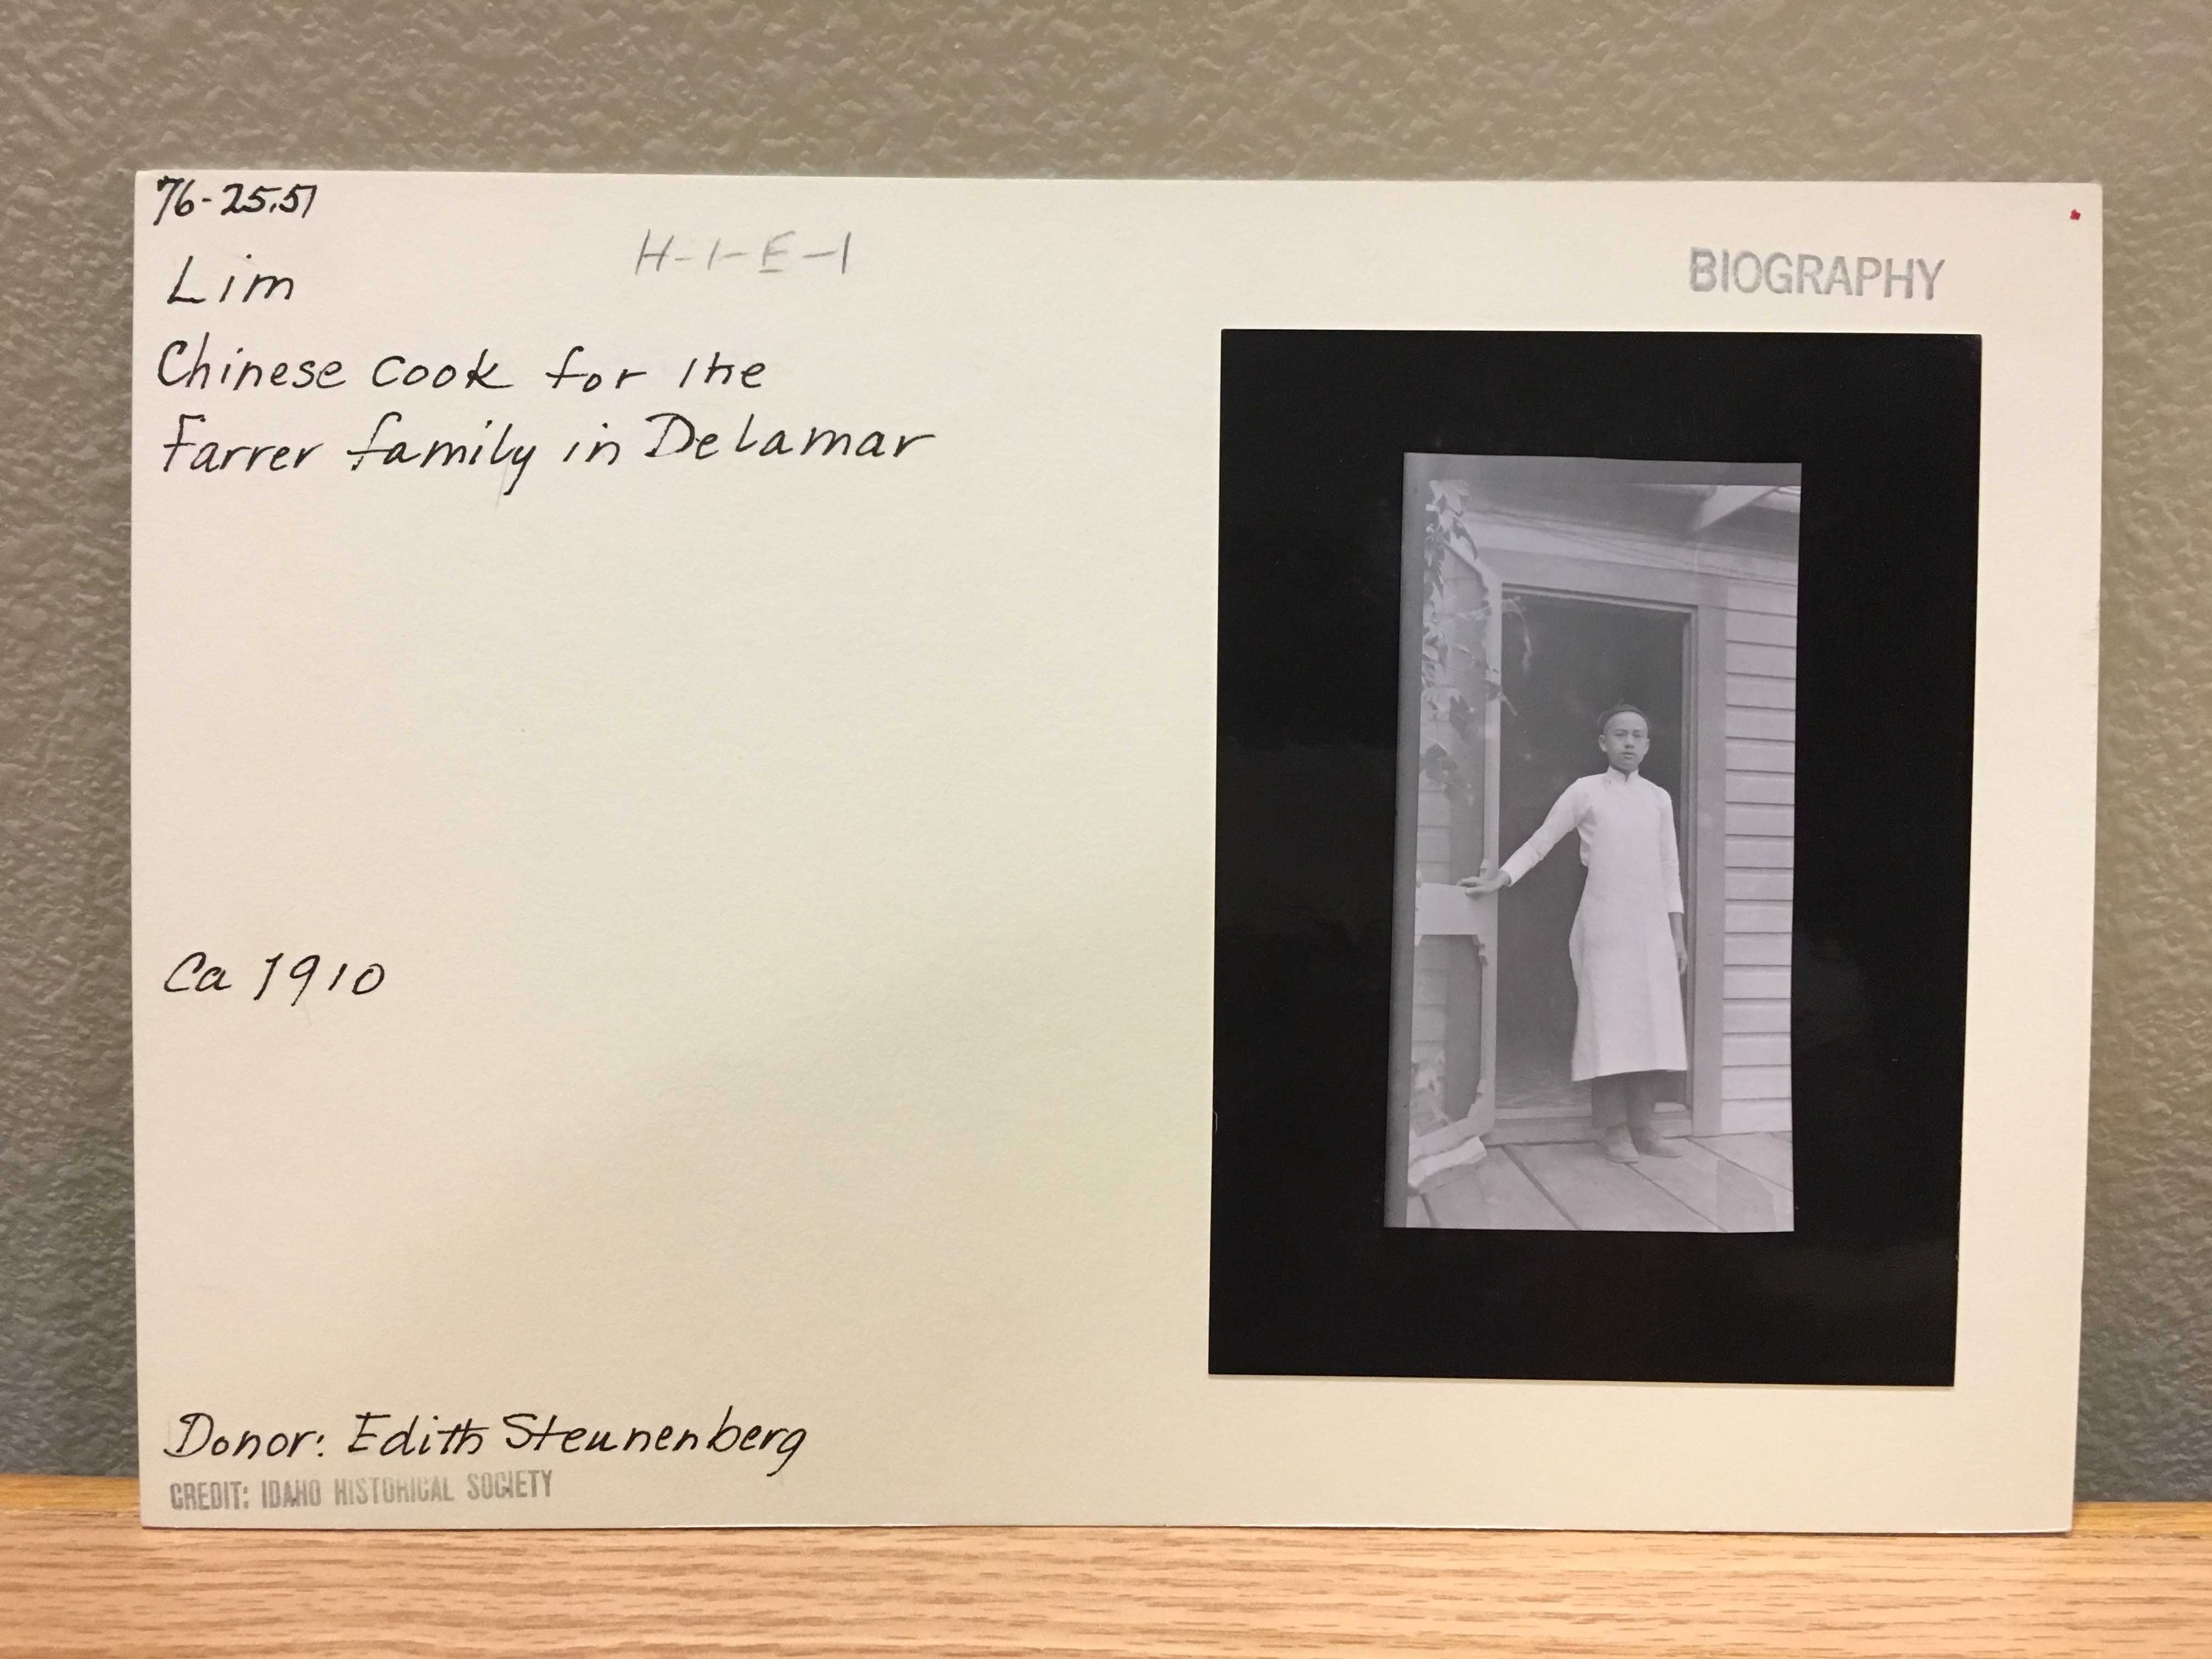 76-25.51
H-1-E-1
BIOGRAPHY
Lim
Chinese cook for the
Farrer family in DeLamar
Ca 1910
Donor: Edith Steunenberg
CREDIT: IDAHO HISTORICAL SOCIETY